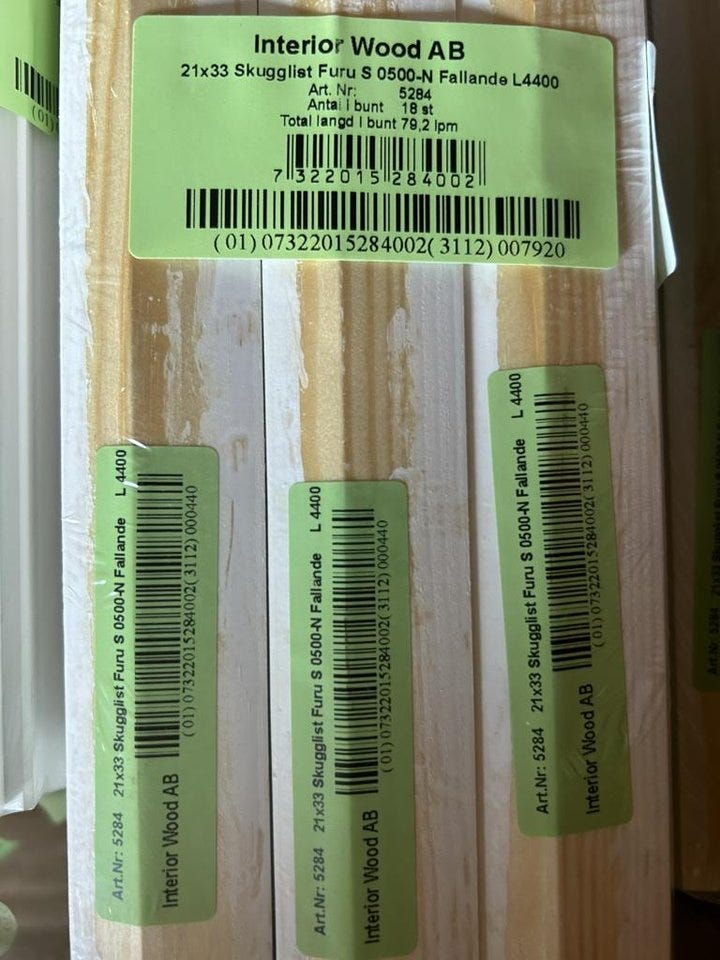 Interior Wood AB
21x33 Skugglist Furu S 0500-N Fallande L4400
Art. Nr: 5284
Antal i bunt 18 st
Total langd i bunt 79,2 lpm
7 322015 284002
(01) 07322015284002(3112) 007920
Art.Nr: 5284 21x33 Skugglist Furu S 0500-N Fallande L 4400
(01) 07322015284002(3112) 000440
Interior Wood AB
Art.Nr: 5284 21x33 Skugglist Furu S 0500-N Fallande L 4400
(01) 07322015284002(3112) 000440
Interior Wood AB
Art.Nr: 5284 21x33 Skugglist Furu S 0500-N Fallande L 4400
(01) 07322015284002(3112) 000440
Interior Wood AB
(01)
Art.Nr: 5284